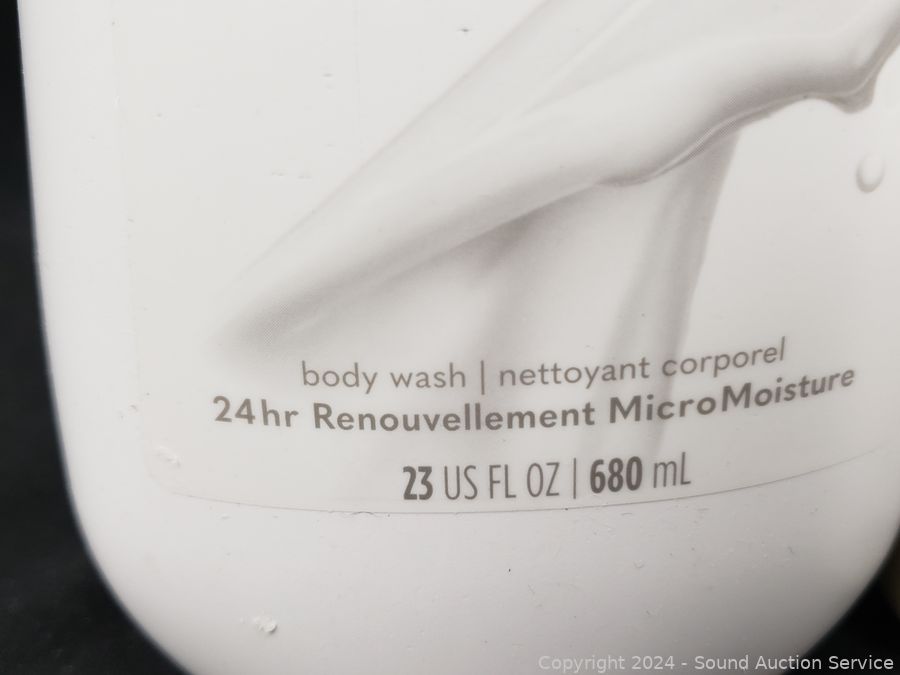 body wash | nettoyant corporel
24hr Renouvellement MicroMoisture
23 US FL OZ | 680 mL
Copyright 2024 - Sound Auction Service